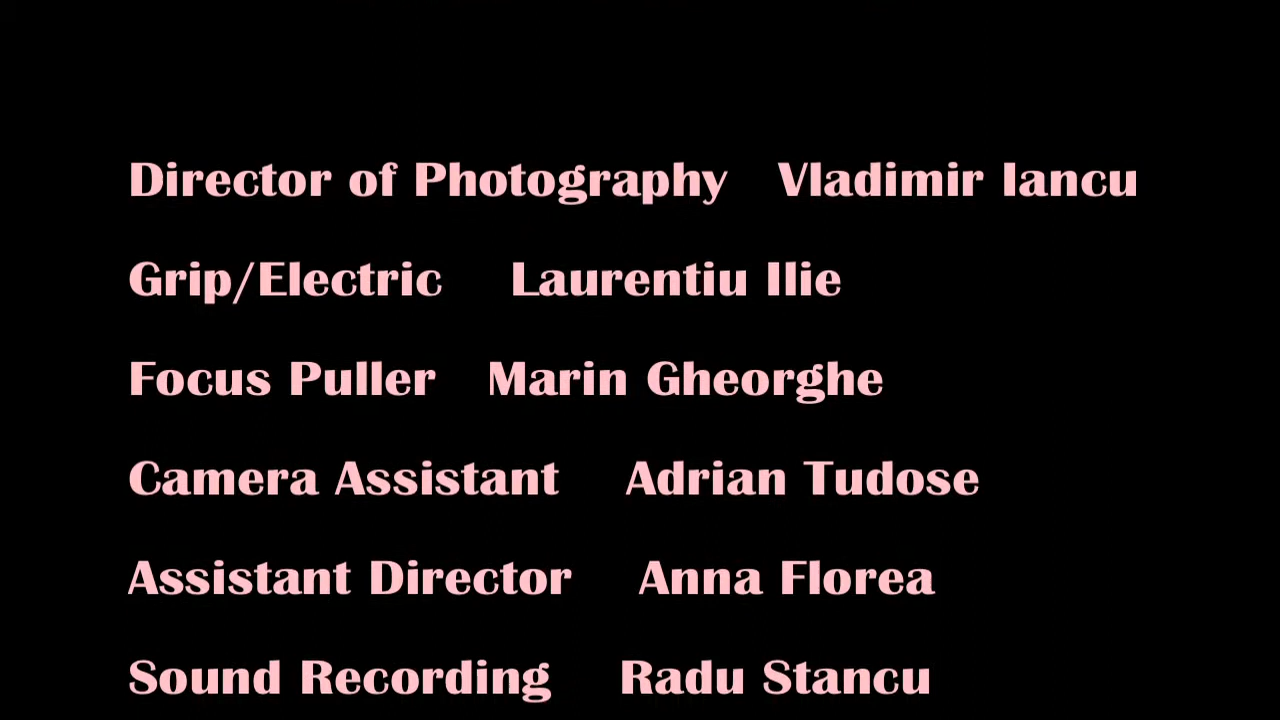 Director of Photography Vladimir Iancu
Grip/Electric Laurentiu Ilie
Focus Puller Marin Gheorghe
Camera Assistant Adrian Tudose
Assistant Director Anna Florea
Sound Recording Radu Stancu